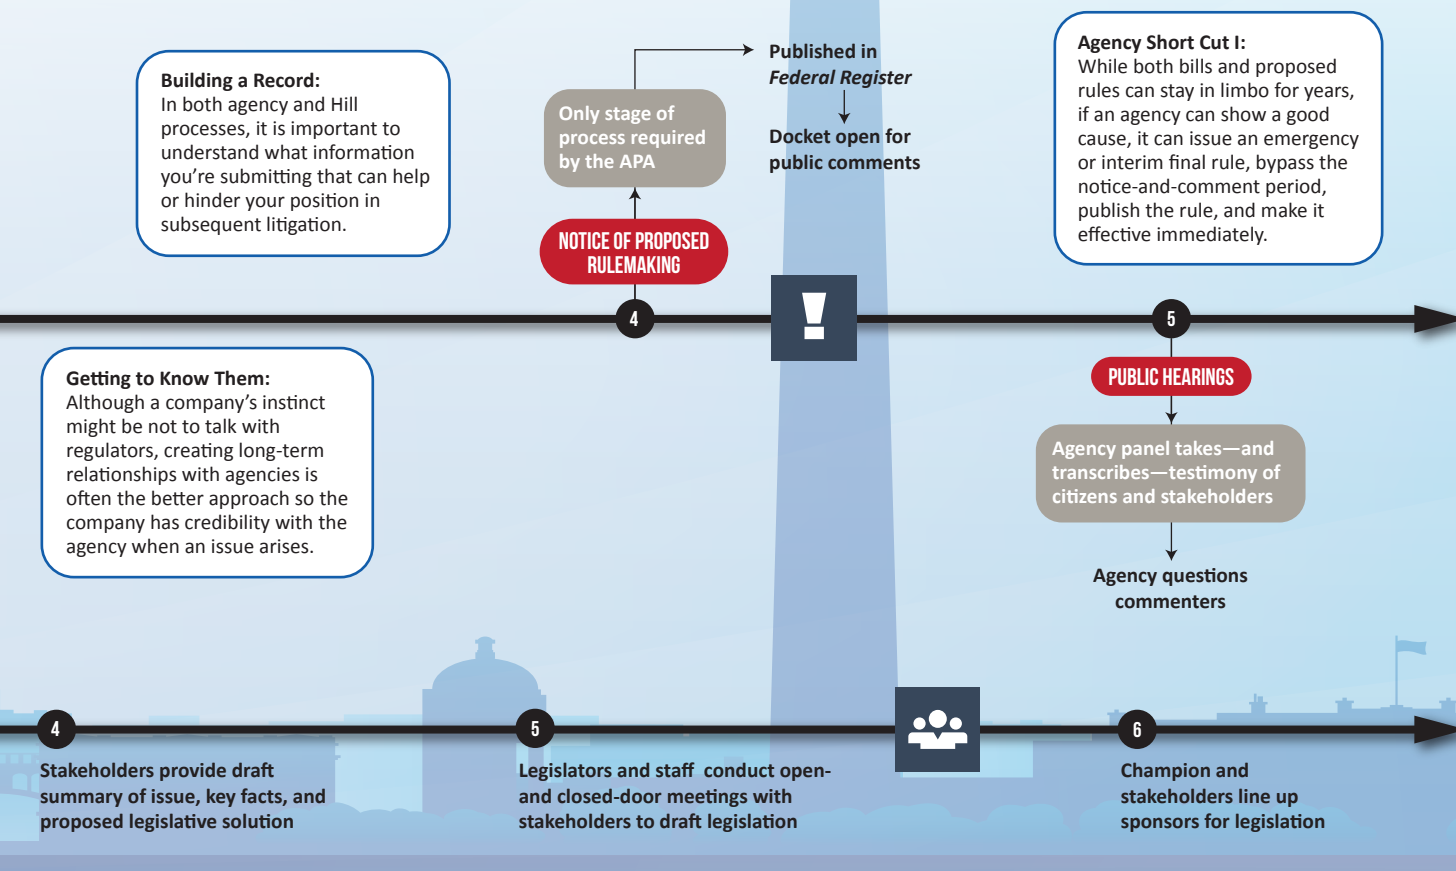 Building a Record:
In both agency and Hill
processes, it is important to
understand what information
you're submitting that can help
or hinder your position in
subsequent litigation.
Only stage of
process required
by the APA
NOTICE OF PROPOSED
RULEMAKING
4
Published in
Federal Register
Docket open for
public comments
!
Agency Short Cut I:
While both bills and proposed
rules can stay in limbo for years,
if an agency can show a good
cause, it can issue an emergency
or interim final rule, bypass the
notice-and-comment period,
publish the rule, and make it
effective immediately.
5
PUBLIC HEARINGS
Agency panel takes—and
transcribes—testimony of
citizens and stakeholders
Agency questions
commenters
Getting to Know Them:
Although a company's instinct
might be not to talk with
regulators, creating long-term
relationships with agencies is
often the better approach so the
company has credibility with the
agency when an issue arises.
4
Stakeholders provide draft
summary of issue, key facts, and
proposed legislative solution
5
Legislators and staff  conduct open-
and closed-door meetings with
stakeholders to draft legislation
6
Champion and
stakeholders line up
sponsors for legislation